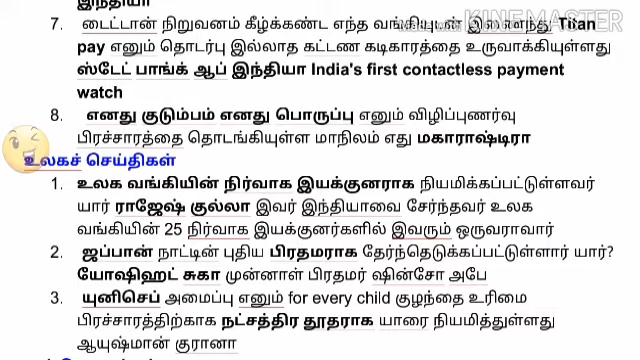 இந்தியா
7. டைட்டான் நிறுவனம் கீழ்க்கண்ட எந்த வங்கியுடன் இணைந்து Titan
pay எனும் தொடர்பு இல்லாத கட்டண கடிகாரத்தை உருவாக்கியுள்ளது
ஸ்டேட் பாங்க் ஆப் இந்தியா India's first contactless payment
watch
8. எனது குடும்பம் எனது பொருப்பு எனும் விழிப்புணர்வு
பிரச்சாரத்தை தொடங்கியுள்ள மாநிலம் எது மகாராஷ்டிரா
உலகச் செய்திகள்
1. உலக வங்கியின் நிர்வாக இயக்குனராக நியமிக்கப்பட்டுள்ளவர்
யார் ராஜேஷ் குல்லா இவர் இந்தியாவை சேர்ந்தவர் உலக
வங்கியின் 25 நிர்வாக இயக்குனர்களில் இவரும் ஒருவராவார்
2. ஜப்பான் நாட்டின் புதிய பிரதமராக தேர்ந்தெடுக்கப்பட்டுள்ளார் யார்?
யோஷிஹட் சுகா முன்னாள் பிரதமர் ஷின்சோ அபே
3. யுனிசெப் அமைப்பு எனும் for every child குழந்தை உரிமை
பிரச்சாரத்திற்காக நட்சத்திர தூதராக யாரை நியமித்துள்ளது
ஆயுஷ்மான் குரானா